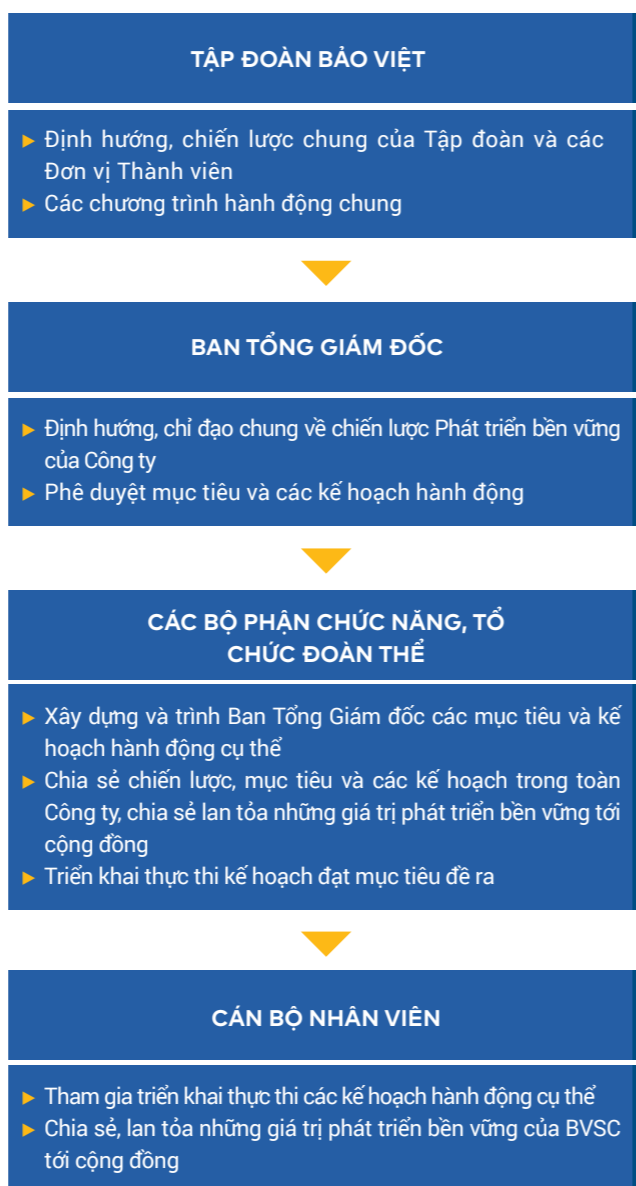 TẬP ĐOÀN BẢO VIỆT
► Định hướng, chiến lược chung của Tập đoàn và các
Đơn vị Thành viên
► Các chương trình hành động chung
BAN TỔNG GIÁM ĐỐC
► Định hướng, chỉ đạo chung về chiến lược Phát triển bền vững
của Công ty
► Phê duyệt mục tiêu và các kế hoạch hành động
CÁC BỘ PHẬN CHỨC NĂNG, TỔ
CHỨC ĐOÀN THỂ
► Xây dựng và trình Ban Tổng Giám đốc các mục tiêu và kế
hoạch hành động cụ thể
► Chia sẻ chiến lược, mục tiêu và các kế hoạch trong toàn
Công ty, chia sẻ lan tỏa những giá trị phát triển bền vững tới
cộng đồng
► Triển khai thực thi kế hoạch đạt mục tiêu đề ra
CÁN BỘ NHÂN VIÊN
► Tham gia triển khai thực thi các kế hoạch hành động cụ thể
► Chia sẻ, lan tỏa những giá trị phát triển bền vững của BVSC
tới cộng đồng